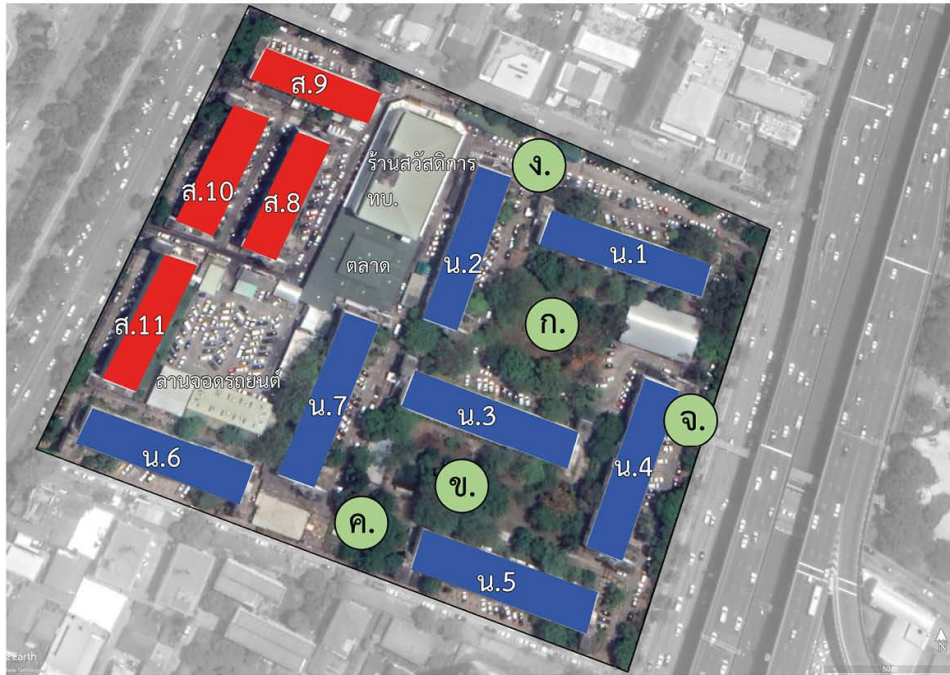 ส.9
ง.
ร้านสวัสดิการ
ทบ.
ส.10
ส.8
น.1
น.2
ตลาด
ก.
ส.11
ลานจอดรถยนต์
น.7
น.3
จ.
น.6
น.4
ข.
ค.
น.5
Earth
N